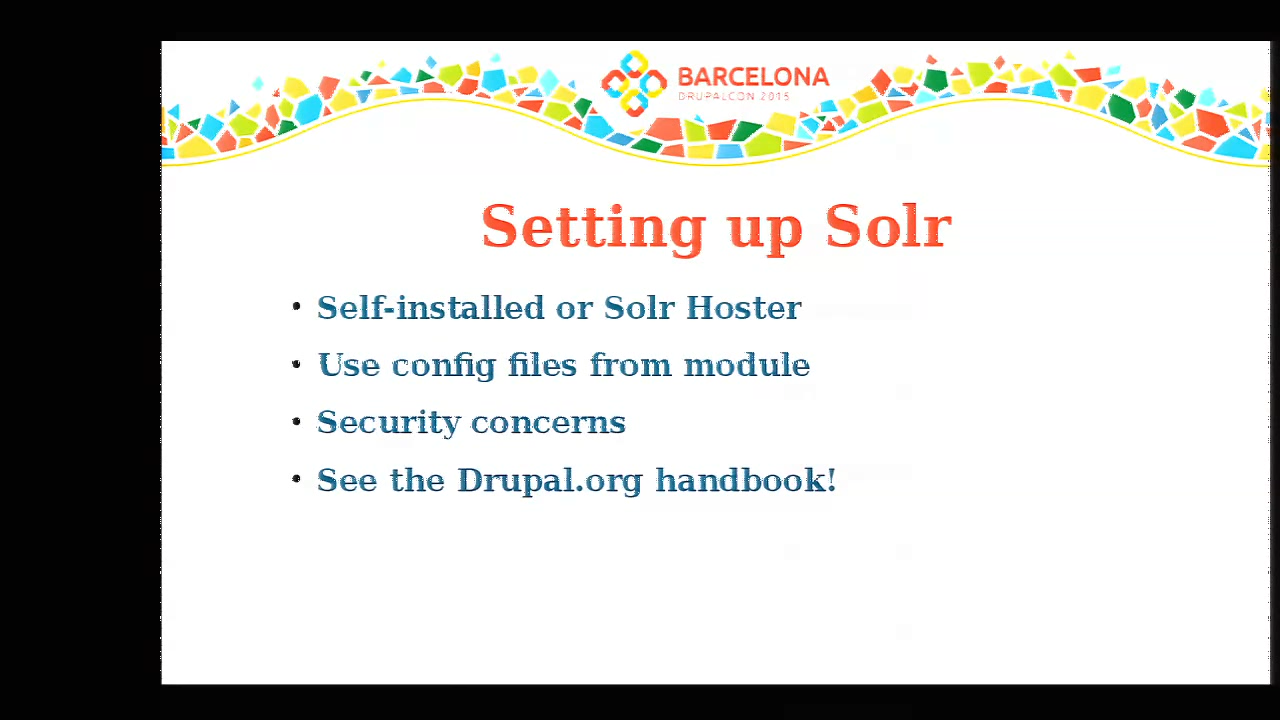 BARCELONA
DRUPALCON 2015
Setting up Solr
• Self-installed or Solr Hoster
• Use config files from module
• Security concerns
• See the Drupal.org handbook!